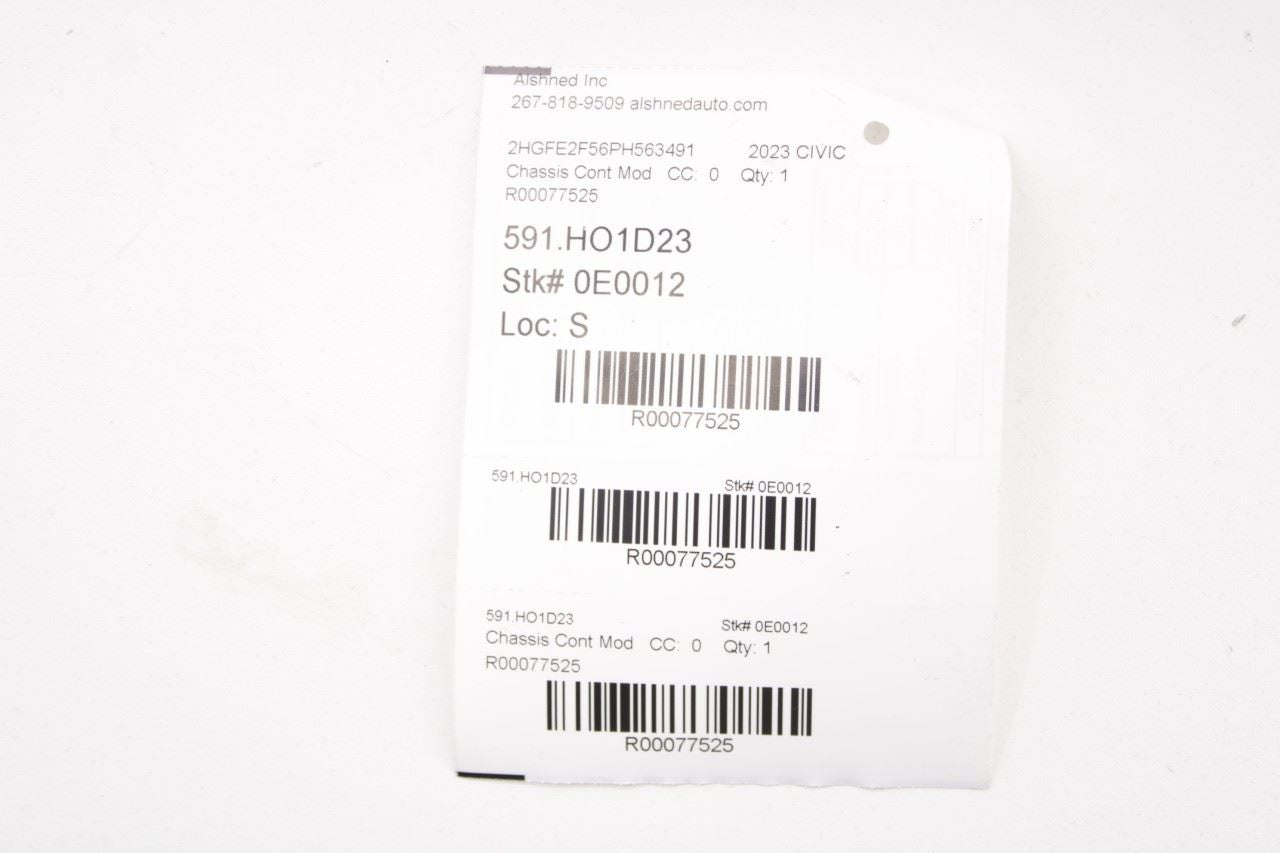 Alshned Inc
267-818-9509 alshnedauto.com
2HGFE2F56PH563491 2023 CIVIC
Chassis Cont Mod CC: 0 Qty: 1
R00077525
591.HO1D23
Stk# 0E0012
Loc: S
R00077525
591.HO1D23 Stk# 0E0012
R00077525
591.HO1D23 Stk# 0E0012
Chassis Cont Mod CC: 0 Qty: 1
R00077525
R00077525